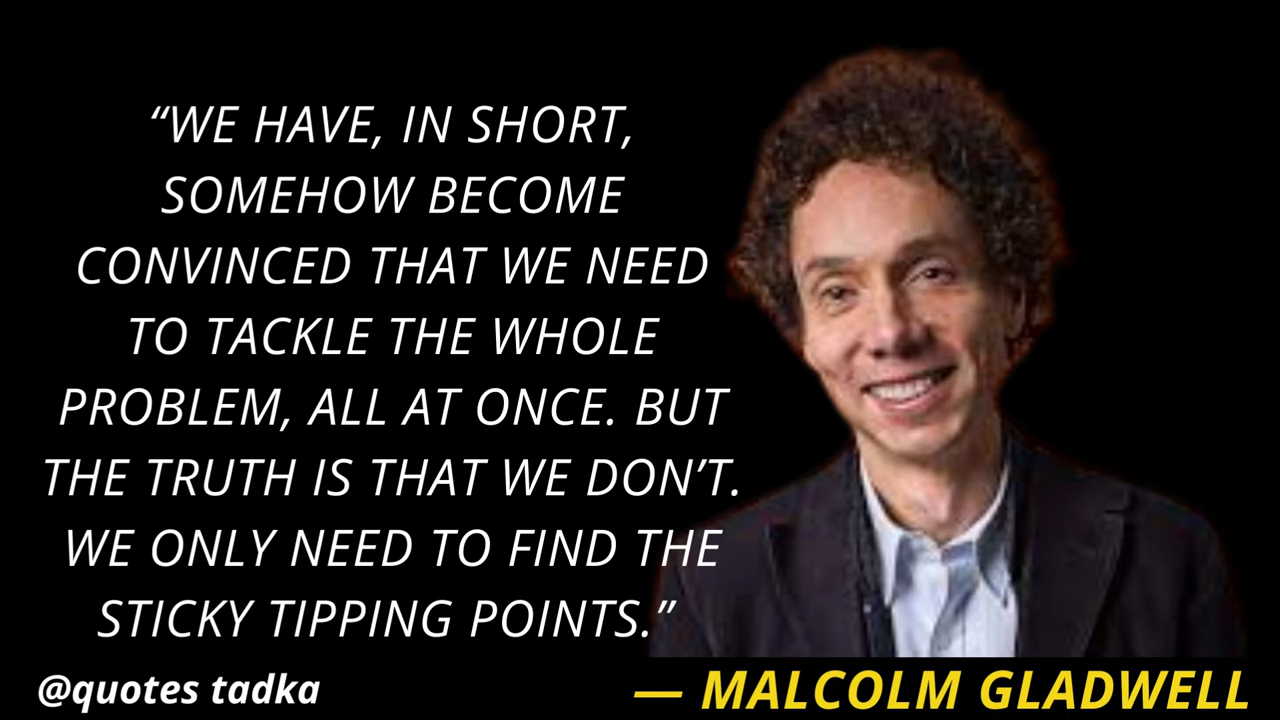 “WE HAVE, IN SHORT,
SOMEHOW BECOME
CONVINCED THAT WE NEED
TO TACKLE THE WHOLE
PROBLEM, ALL AT ONCE. BUT
THE TRUTH IS THAT WE DON’T.
WE ONLY NEED TO FIND THE
STICKY TIPPING POINTS.”
@quotes tadka
— MALCOLM GLADWELL